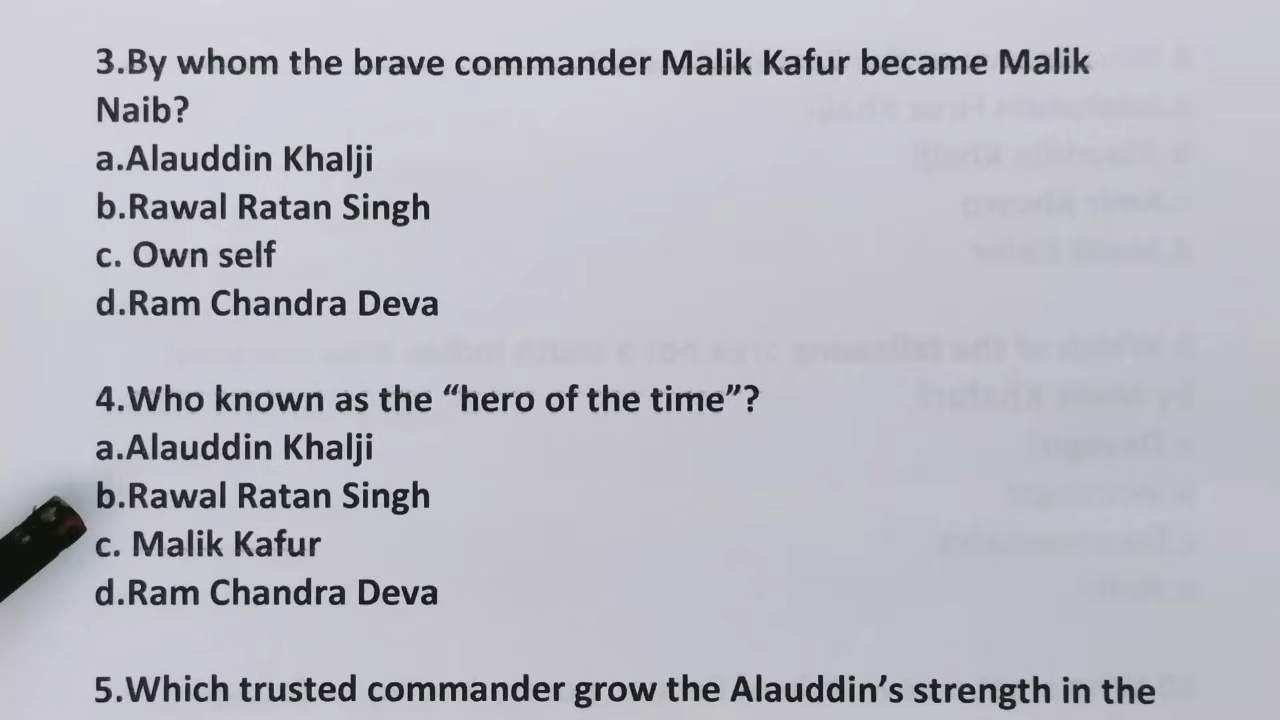 3.By whom the brave commander Malik Kafur became Malik
Naib?
a.Alauddin Khalji
b.Rawal Ratan Singh
c. Own self
d.Ram Chandra Deva
4.Who known as the “hero of the time”?
a.Alauddin Khalji
b.Rawal Ratan Singh
c. Malik Kafur
d.Ram Chandra Deva
5.Which trusted commander grow the Alauddin’s strength in the